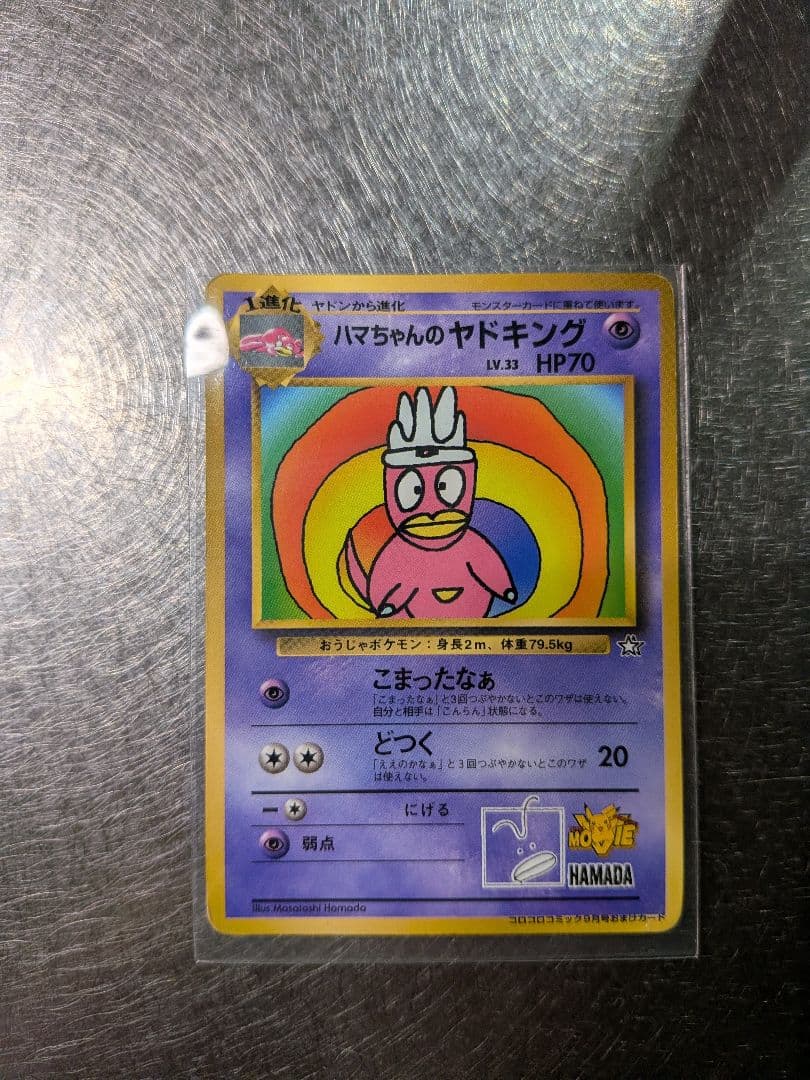 1進化 ヤドンから進化 モンスターカードに重ねて使います。
ハマちゃんのヤドキング
LV.33 HP70
おうじゃポケモン：身長2m、体重79.5kg
こまったなぁ
「こまったなぁ」と3回つぶやかないとこのワザは使えない。
自分と相手は「こんらん」状態になる。
どつく 20
「ええのかなぁ」と3回つぶやかないとこのワザ
は使えない。
ー にげる
弱点
MOVIE
HAMADA
Illus Masatoshi Hamada
コロコロコミック9月号おまけカード